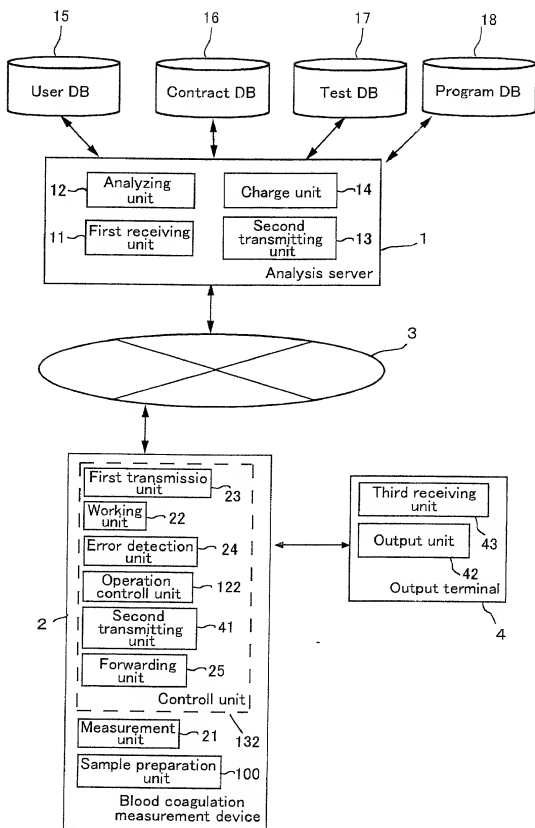 15
16
17
18
User DB
Contract DB
Test DB
Program DB
12
Analyzing
unit
Charge unit
14
11
First receiving
unit
Second
transmitting
unit
13
Analysis server
1
3
First transmissio
unit
23
Working
unit
22
Error detection
unit
24
Operation
controll unit
122
Second
transmitting
unit
41
Forwarding
unit
25
Controll unit
132
2
Measurement
unit
21
Sample preparation
unit
100
Blood coagulation
measurement device
Third receiving
unit
43
Output unit
42
Output terminal
4